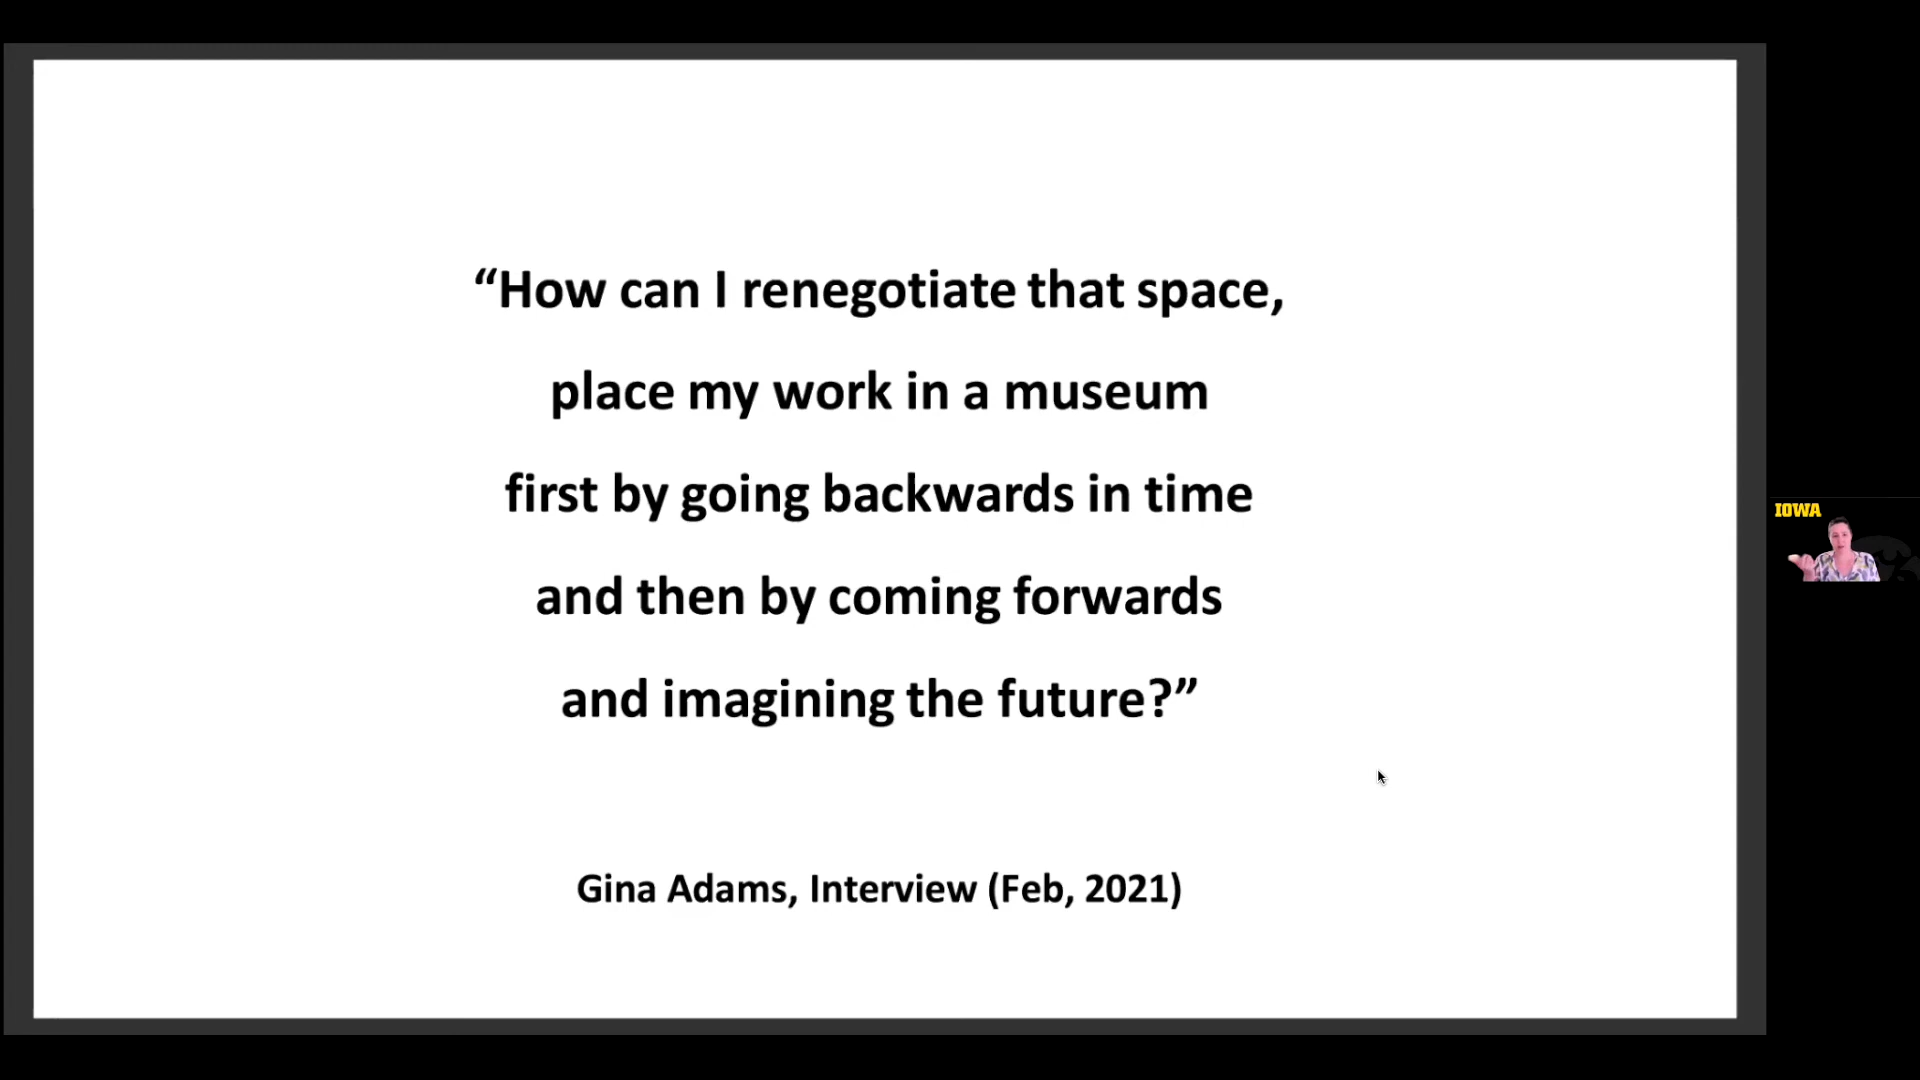 “How can I renegotiate that space,
place my work in a museum
first by going backwards in time
and then by coming forwards
and imagining the future?”
Gina Adams, Interview (Feb, 2021)
IOWA